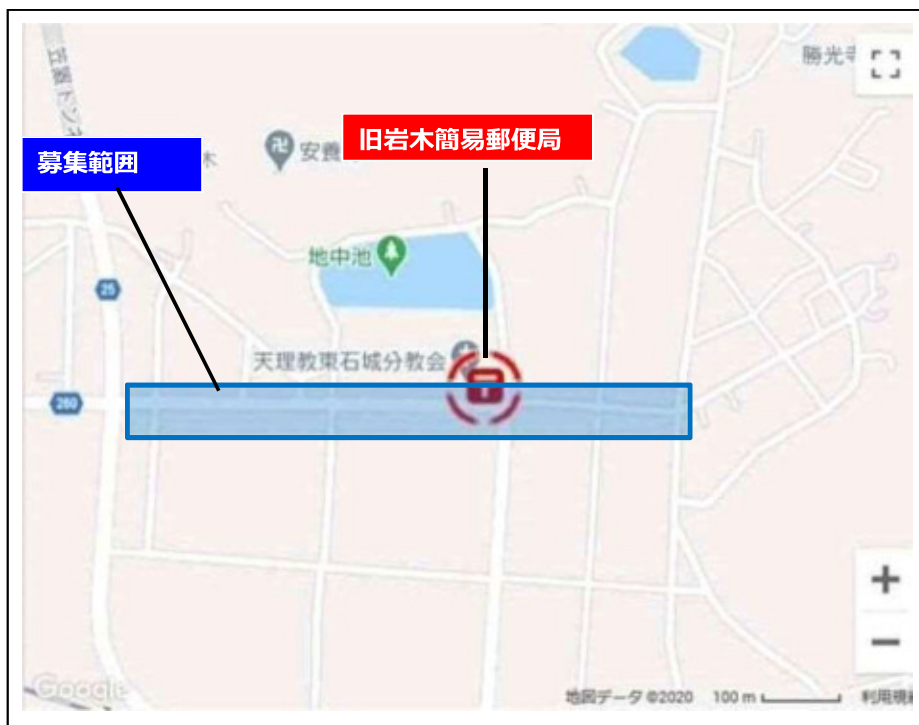 勝光寺
旧岩木簡易郵便局
募集範囲
木
安養
地中池
25
天理教東石城分教会
260
Google
地図データ ©2020
100 m
利用規約